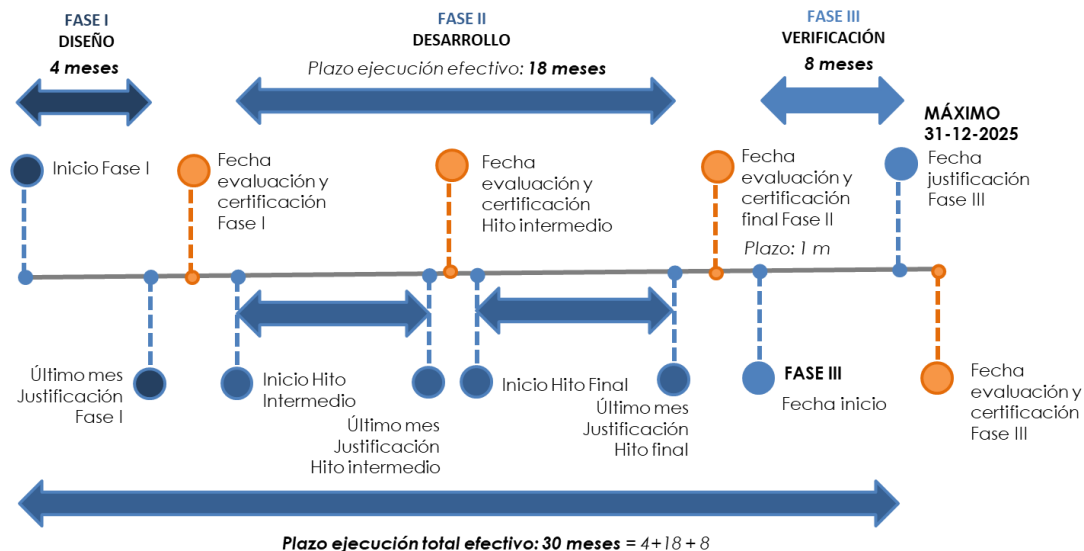 FASE I
DISEÑO
4 meses
FASE II
DESARROLLO
Plazo ejecución efectivo: 18 meses
FASE III
VERIFICACIÓN
8 meses
MÁXIMO
31-12-2025
Inicio Fase I
Fecha
evaluación y
certificación
Fase I
Fecha
evaluación y
certificación
Hito intermedio
Fecha
evaluación y
certificación
final Fase II
Plazo: 1 m
Fecha
justificación
Fase III
Último mes
Justificación
Fase I
Inicio Hito
Intermedio
Último mes
Justificación
Hito intermedio
Inicio Hito Final
Último mes
Justificación
Hito final
FASE III
Fecha inicio
Fecha
evaluación y
certificación
Fase III
Plazo ejecución total efectivo: 30 meses = 4+18 + 8